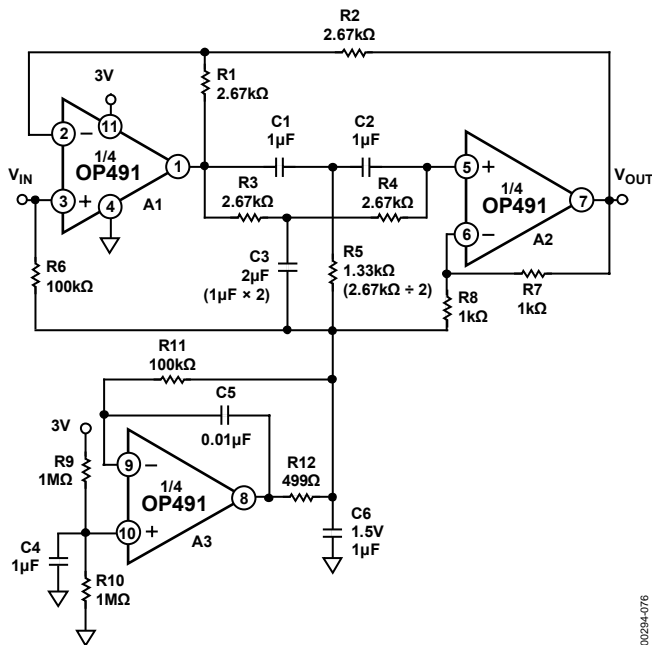 R2
2.67kΩ
3V
R1
2.67kΩ
C1
1µF
C2
1µF
2
−
11
1/4
OP491
1
VIN
3
+
4
A1
R3
2.67kΩ
R4
2.67kΩ
5
+
1/4
OP491
7
VOUT
6
−
A2
R6
100kΩ
C3
2µF
(1µF × 2)
R5
1.33kΩ
(2.67kΩ ÷ 2)
R8
1kΩ
R7
1kΩ
R11
100kΩ
C5
0.01µF
3V
R9
1MΩ
9
−
1/4
OP491
8
R12
499Ω
10
+
A3
C4
1µF
R10
1MΩ
C6
1.5V
1µF
00294-076